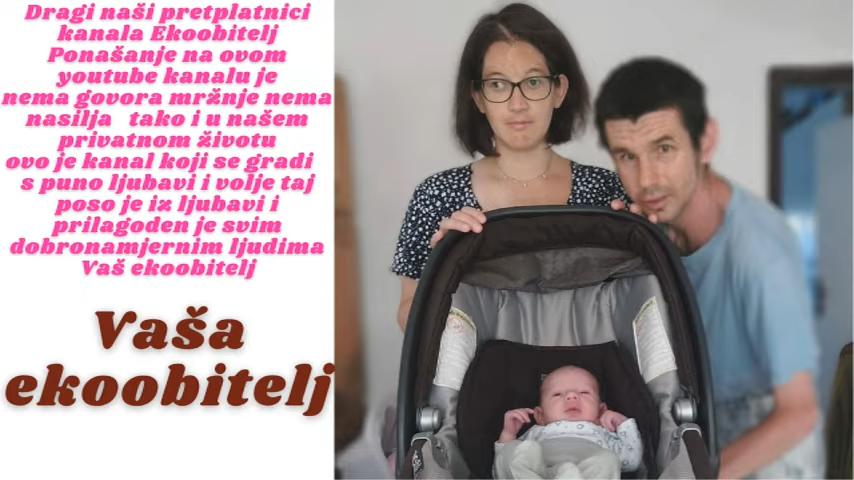 Dragi naši pretplatnici
kanala Ekoobitelj
Ponašanje na ovom
youtube kanalu je
nema govora mržnje nema
nasilja tako i u našem
privatnom životu
ovo je kanal koji se gradi
s puno ljubavi i volje taj
poso je iz ljubavi i
prilagođen je svim
dobronamjernim ljudima
Vaš ekoobitelj
Vaša
ekoobitelj